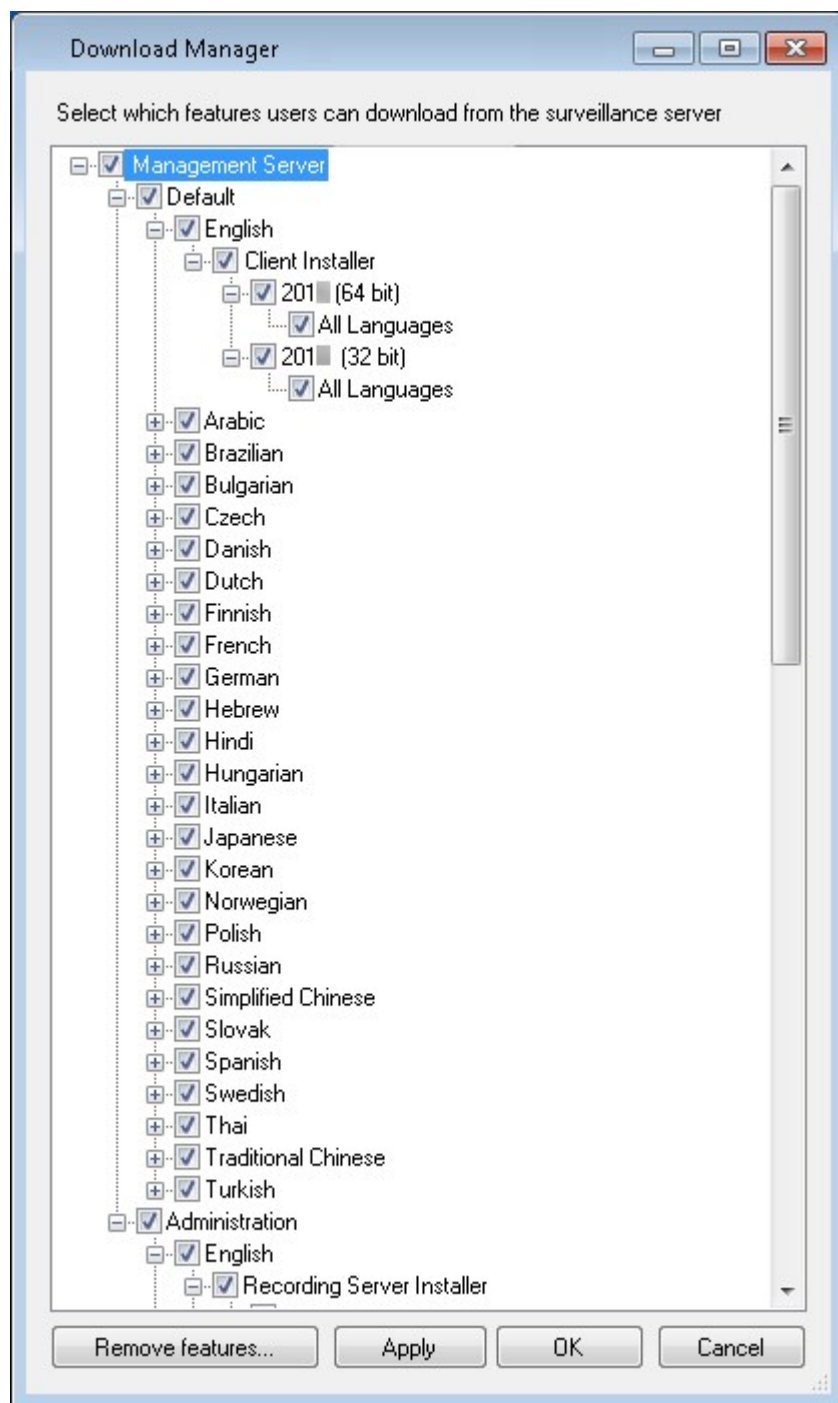 Download Manager
Select which features users can download from the surveillance server
Management Server
Default
English
Client Installer
201 (64 bit)
All Languages
201 (32 bit)
All Languages
Arabic
Brazilian
Bulgarian
Czech
Danish
Dutch
Finnish
French
German
Hebrew
Hindi
Hungarian
Italian
Japanese
Korean
Norwegian
Polish
Russian
Simplified Chinese
Slovak
Spanish
Swedish
Thai
Traditional Chinese
Turkish
Administration
English
Recording Server Installer
Remove features... Apply OK Cancel